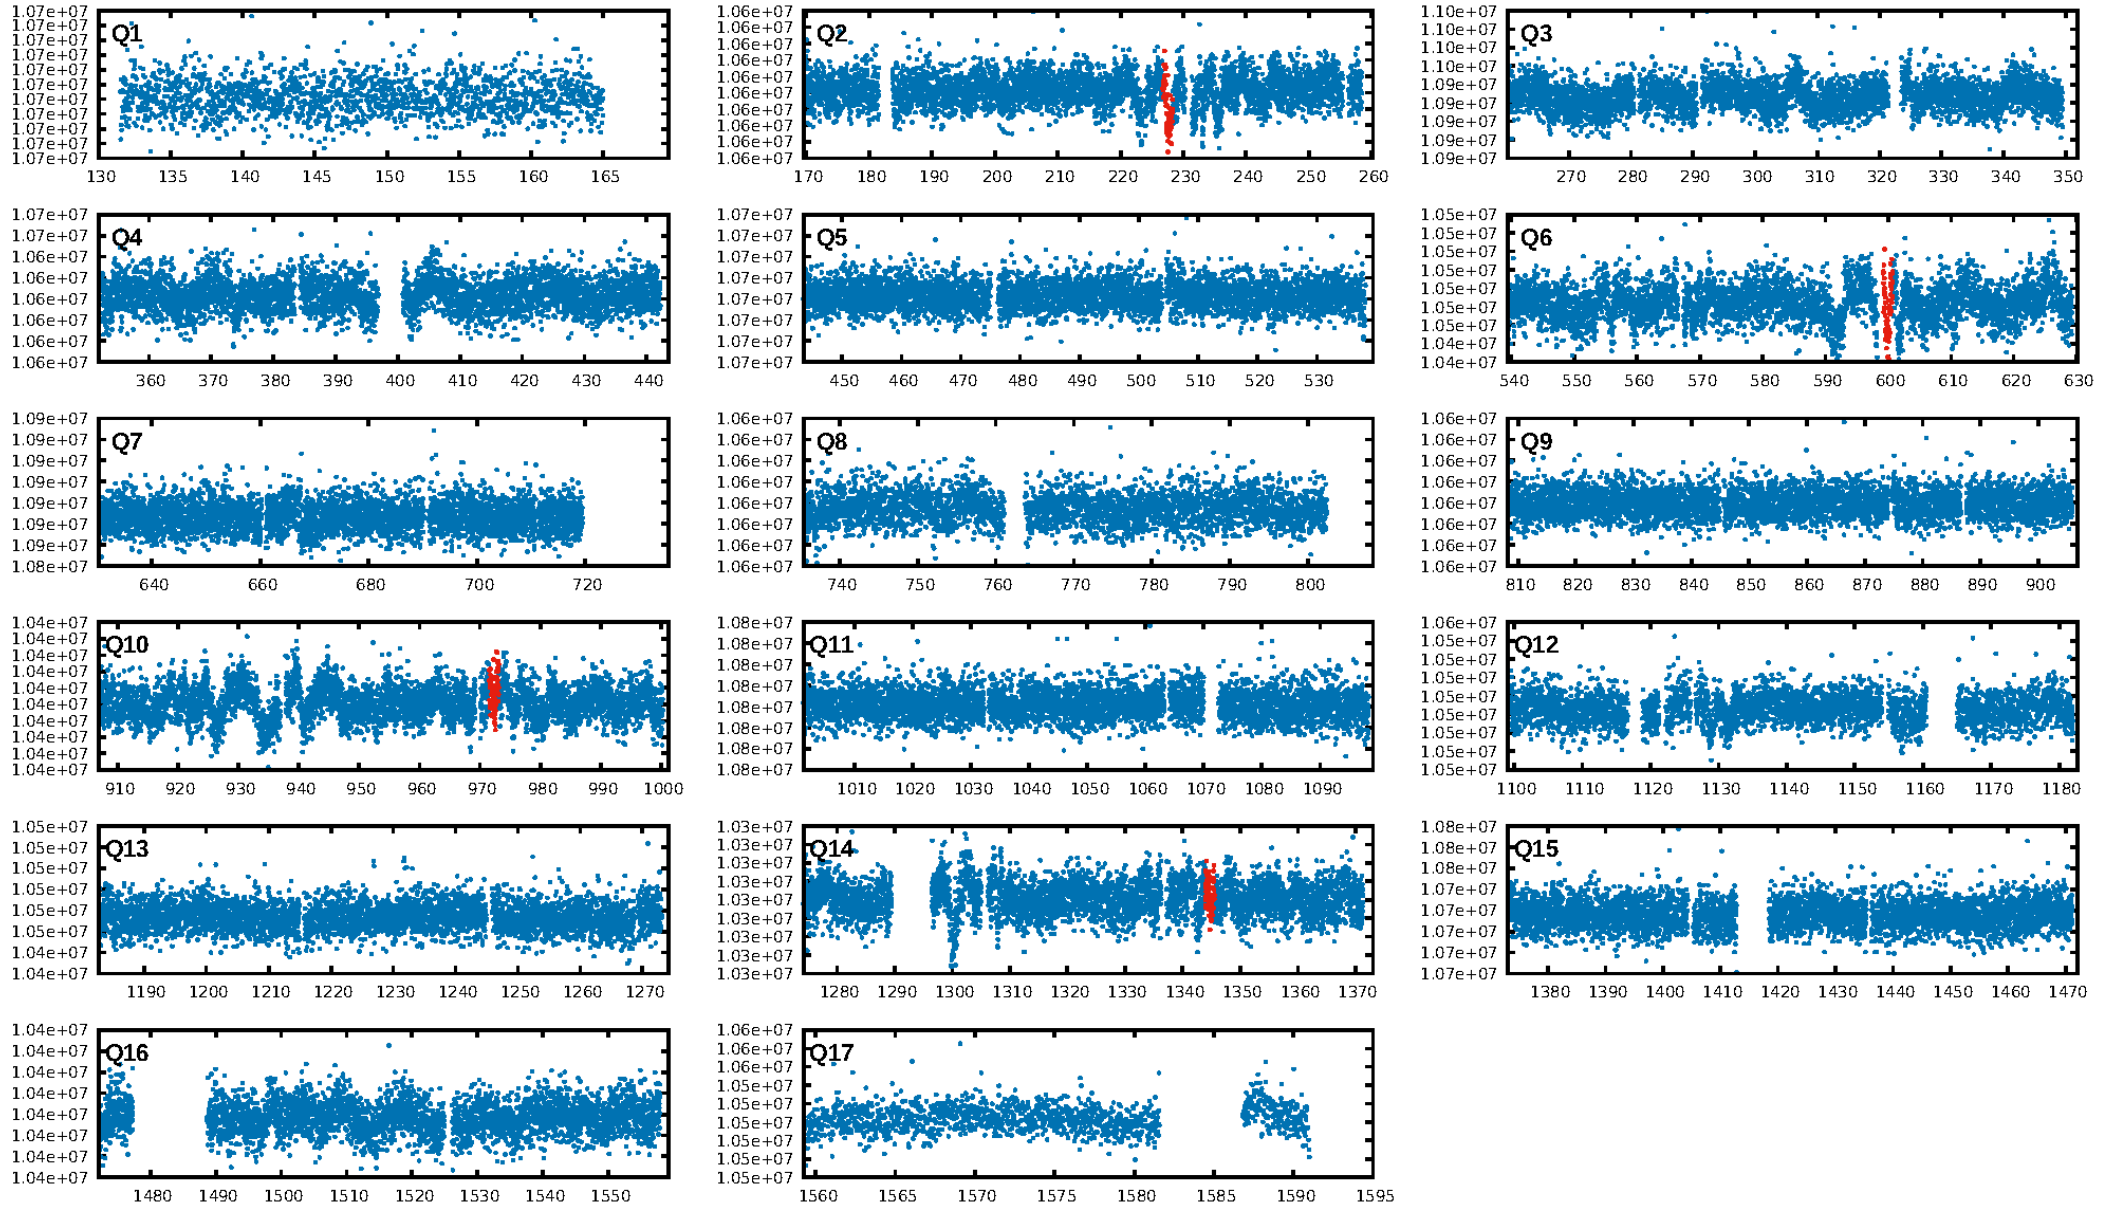 1.07e+07
1.07e+07
Q1
1.07e+07
1.07e+07
1.07e+07
1.07e+07
1.07e+07
1.07e+07
1.07e+07
1.07e+07
1.07e+07
130 135 140 145 150 155 160 165
1.06e+07
1.06e+07
Q2
1.06e+07
1.06e+07
1.06e+07
1.06e+07
1.06e+07
1.06e+07
1.06e+07
1.06e+07
170 180 190 200 210 220 230 240 250 260
1.10e+07
1.10e+07
Q3
1.10e+07
1.10e+07
1.09e+07
1.09e+07
1.09e+07
1.09e+07
1.09e+07
270 280 290 300 310 320 330 340 350
1.07e+07
1.07e+07
Q4
1.06e+07
1.06e+07
1.06e+07
1.06e+07
1.06e+07
1.06e+07
360 370 380 390 400 410 420 430 440
1.07e+07
1.07e+07
Q5
1.07e+07
1.07e+07
1.07e+07
1.07e+07
1.07e+07
1.07e+07
450 460 470 480 490 500 510 520 530
1.05e+07
1.05e+07
Q6
1.05e+07
1.05e+07
1.05e+07
1.05e+07
1.05e+07
1.04e+07
1.04e+07
540 550 560 570 580 590 600 610 620 630
1.09e+07
1.09e+07
Q7
1.09e+07
1.09e+07
1.09e+07
1.09e+07
1.09e+07
1.08e+07
640 660 680 700 720
1.06e+07
1.06e+07
Q8
1.06e+07
1.06e+07
1.06e+07
1.06e+07
1.06e+07
1.06e+07
740 750 760 770 780 790 800
1.06e+07
1.06e+07
Q9
1.06e+07
1.06e+07
1.06e+07
1.06e+07
1.06e+07
1.06e+07
810 820 830 840 850 860 870 880 890 900
1.04e+07
1.04e+07
Q10
1.04e+07
1.04e+07
1.04e+07
1.04e+07
1.04e+07
1.04e+07
1.04e+07
1.04e+07
910 920 930 940 950 960 970 980 990 1000
1.08e+07
1.08e+07
Q11
1.08e+07
1.08e+07
1.08e+07
1.08e+07
1.08e+07
1.08e+07
1010 1020 1030 1040 1050 1060 1070 1080 1090
1.06e+07
1.05e+07
Q12
1.05e+07
1.05e+07
1.05e+07
1.05e+07
1.05e+07
1.05e+07
1.05e+07
1100 1110 1120 1130 1140 1150 1160 1170 1180
1.05e+07
1.05e+07
Q13
1.05e+07
1.05e+07
1.05e+07
1.05e+07
1.04e+07
1.04e+07
1190 1200 1210 1220 1230 1240 1250 1260 1270
1.03e+07
1.03e+07
Q14
1.03e+07
1.03e+07
1.03e+07
1.03e+07
1.03e+07
1.03e+07
1.03e+07
1280 1290 1300 1310 1320 1330 1340 1350 1360 1370
1.08e+07
1.08e+07
Q15
1.08e+07
1.07e+07
1.07e+07
1.07e+07
1.07e+07
1.07e+07
1380 1390 1400 1410 1420 1430 1440 1450 1460 1470
1.04e+07
1.04e+07
Q16
1.04e+07
1.04e+07
1.04e+07
1.04e+07
1.04e+07
1.04e+07
1480 1490 1500 1510 1520 1530 1540 1550
1.06e+07
1.06e+07
Q17
1.06e+07
1.05e+07
1.05e+07
1.05e+07
1.05e+07
1.05e+07
1.05e+07
1560 1565 1570 1575 1580 1585 1590 1595